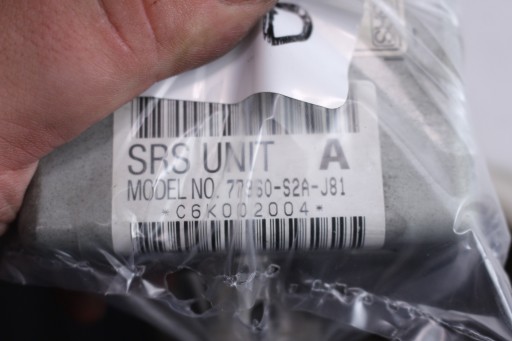 D
SRS UNIT A
MODEL NO. 77960-S2A-J81
- C6K002004 -